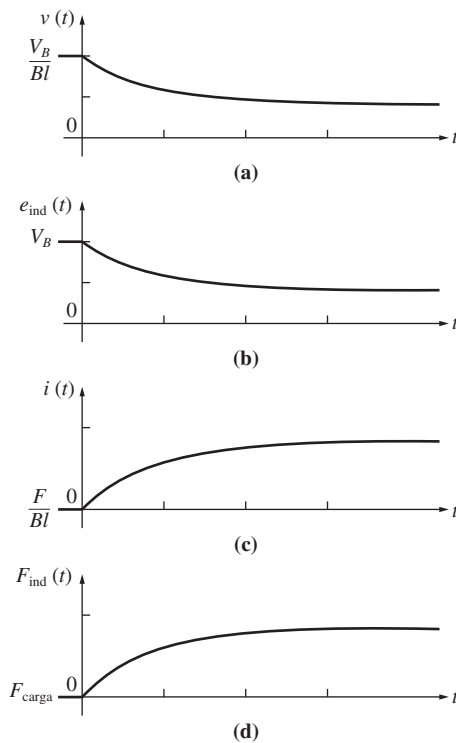 v (t)
V_B
Bl
0
t
(a)
e_ind (t)
V_B
0
t
(b)
i (t)
0
F
Bl
t
(c)
F_ind (t)
0
F_carga
t
(d)